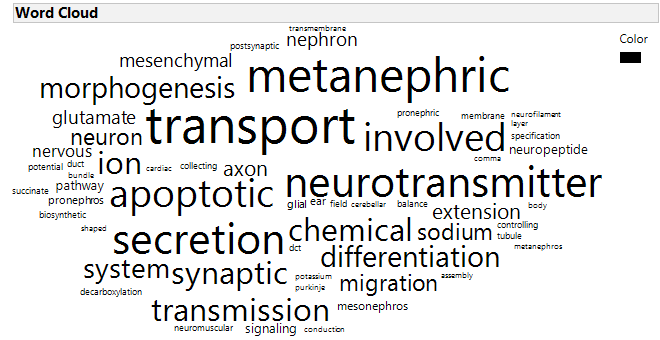 Word Cloud
Color
transmembrane
postsynaptic nephron
mesenchymal
metanephric
morphogenesis
pronephric membrane neurofilament
layer
glutamate
transport
neuron
involved
specification
nervous
neuropeptide
comma
potential duct
bundle
ion
cardiac collecting
axon
succinate
pathway
pronephros
apoptotic
neurotransmitter
glial ear field cerebellar balance
body
biosynthetic
extension
shaped
secretion
chemical
sodium
controlling
tubule
dct
metanephros
differentiation
system
synaptic
potassium
purkinje
migration
assembly
decarboxylation
transmission
mesonephros
neuromuscular
signaling
conduction